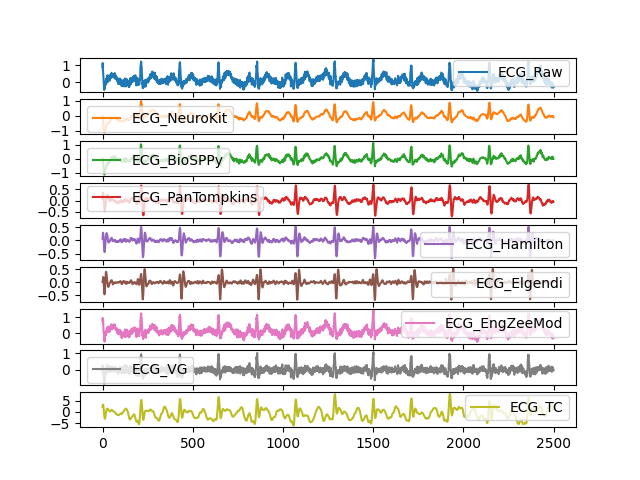 1
0
ECG_Raw
1
0
−1
ECG_NeuroKit
1
0
−1
ECG_BioSPPy
0.5
0.0
−0.5
ECG_PanTompkins
0.5
0.0
−0.5
ECG_Hamilton
0.5
0.0
−0.5
ECG_Elgendi
1
0
ECG_EngZeeMod
1
0
ECG_VG
5
0
−5
ECG_TC
0 500 1000 1500 2000 2500